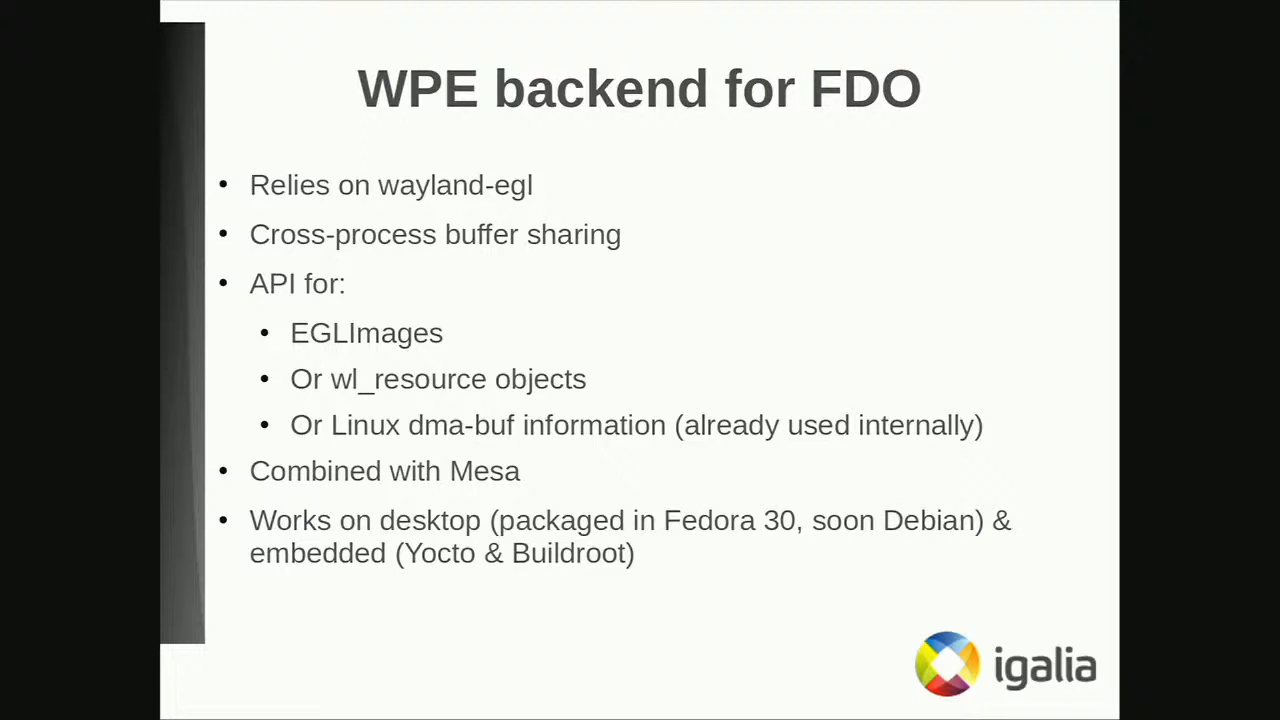 WPE backend for FDO
• Relies on wayland-egl
• Cross-process buffer sharing
• API for:
• EGLImages
• Or wl_resource objects
• Or Linux dma-buf information (already used internally)
• Combined with Mesa
• Works on desktop (packaged in Fedora 30, soon Debian) &
embedded (Yocto & Buildroot)
igalia